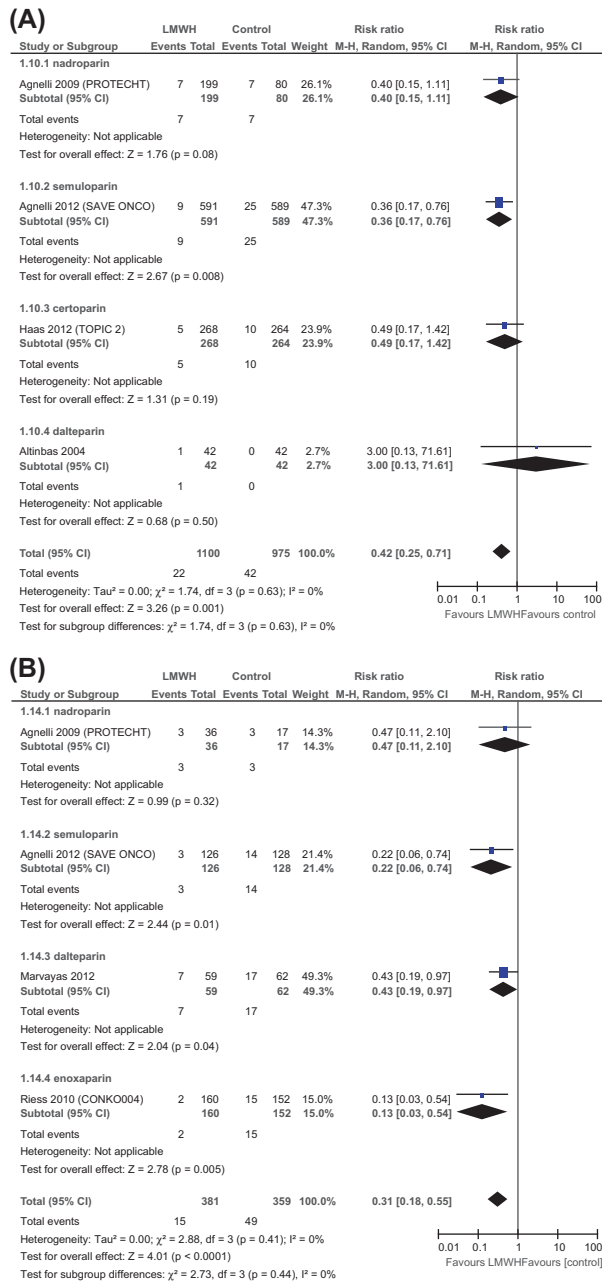 (A)
LMWH Control Risk ratio Risk ratio
Study or Subgroup Events Total Events Total Weight M-H, Random, 95% CI M-H, Random, 95% CI
1.10.1 nadroparin
Agnelli 2009 (PROTECHT) 7 199 7 80 26.1% 0.40 [0.15, 1.11]
Subtotal (95% CI) 199 80 26.1% 0.40 [0.15, 1.11]
Total events 7 7
Heterogeneity: Not applicable
Test for overall effect: Z = 1.76 (p = 0.08)
1.10.2 semuloparin
Agnelli 2012 (SAVE ONCO) 9 591 25 589 47.3% 0.36 [0.17, 0.76]
Subtotal (95% CI) 591 589 47.3% 0.36 [0.17, 0.76]
Total events 9 25
Heterogeneity: Not applicable
Test for overall effect: Z = 2.67 (p = 0.008)
1.10.3 certoparin
Haas 2012 (TOPIC 2) 5 268 10 264 23.9% 0.49 [0.17, 1.42]
Subtotal (95% CI) 268 264 23.9% 0.49 [0.17, 1.42]
Total events 5 10
Heterogeneity: Not applicable
Test for overall effect: Z = 1.31 (p = 0.19)
1.10.4 dalteparin
Altinbas 2004 1 42 0 42 2.7% 3.00 [0.13, 71.61]
Subtotal (95% CI) 42 42 2.7% 3.00 [0.13, 71.61]
Total events 1 0
Heterogeneity: Not applicable
Test for overall effect: Z = 0.68 (p = 0.50)
Total (95% CI) 1100 975 100.0% 0.42 [0.25, 0.71]
Total events 22 42
Heterogeneity: Tau² = 0.00; χ² = 1.74, df = 3 (p = 0.63); I² = 0%
Test for overall effect: Z = 3.26 (p = 0.001)
Test for subgroup differences: χ² = 1.74, df = 3 (p = 0.63), I² = 0%
0.01 0.1 1 10 100
Favours LMWHFavours control
(B)
LMWH Control Risk ratio Risk ratio
Study or Subgroup Events Total Events Total Weight M-H, Random, 95% CI M-H, Random, 95% CI
1.14.1 nadroparin
Agnelli 2009 (PROTECHT) 3 36 3 17 14.3% 0.47 [0.11, 2.10]
Subtotal (95% CI) 36 17 14.3% 0.47 [0.11, 2.10]
Total events 3 3
Heterogeneity: Not applicable
Test for overall effect: Z = 0.99 (p = 0.32)
1.14.2 semuloparin
Agnelli 2012 (SAVE ONCO) 3 126 14 128 21.4% 0.22 [0.06, 0.74]
Subtotal (95% CI) 126 128 21.4% 0.22 [0.06, 0.74]
Total events 3 14
Heterogeneity: Not applicable
Test for overall effect: Z = 2.44 (p = 0.01)
1.14.3 dalteparin
Marvayas 2012 7 59 17 62 49.3% 0.43 [0.19, 0.97]
Subtotal (95% CI) 59 62 49.3% 0.43 [0.19, 0.97]
Total events 7 17
Heterogeneity: Not applicable
Test for overall effect: Z = 2.04 (p = 0.04)
1.14.4 enoxaparin
Riess 2010 (CONKO004) 2 160 15 152 15.0% 0.13 [0.03, 0.54]
Subtotal (95% CI) 160 152 15.0% 0.13 [0.03, 0.54]
Total events 2 15
Heterogeneity: Not applicable
Test for overall effect: Z = 2.78 (p = 0.005)
Total (95% CI) 381 359 100.0% 0.31 [0.18, 0.55]
Total events 15 49
Heterogeneity: Tau² = 0.00; χ² = 2.88, df = 3 (p = 0.41); I² = 0%
Test for overall effect: Z = 4.01 (p < 0.0001)
Test for subgroup differences: χ² = 2.73, df = 3 (p = 0.44), I² = 0%
0.01 0.1 1 10 100
Favours LMWHFavours [control]